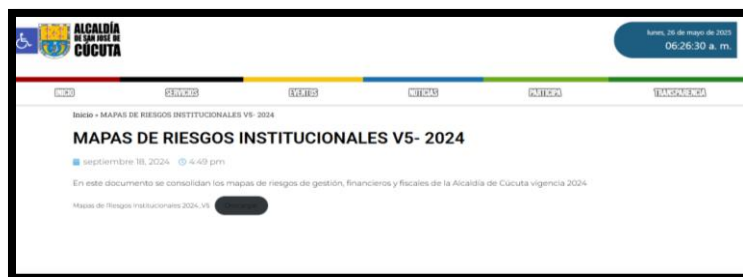 ALCALDÍA
DE SAN JOSÉ DE
CÚCUTA
lunes, 26 de mayo de 2025
06:26:30 a. m.
INICIO SERVICIOS EVENTOS NOTICIAS PARTICIPA TRANSPARENCIA
Inicio » MAPAS DE RIESGOS INSTITUCIONALES V5- 2024
MAPAS DE RIESGOS INSTITUCIONALES V5- 2024
septiembre 18, 2024 4:49 pm
En este documento se consolidan los mapas de riesgos de gestión, financieros y fiscales de la Alcaldía de Cúcuta vigencia 2024
Mapas de Riesgos Institucionales 2024_V5 Descargar